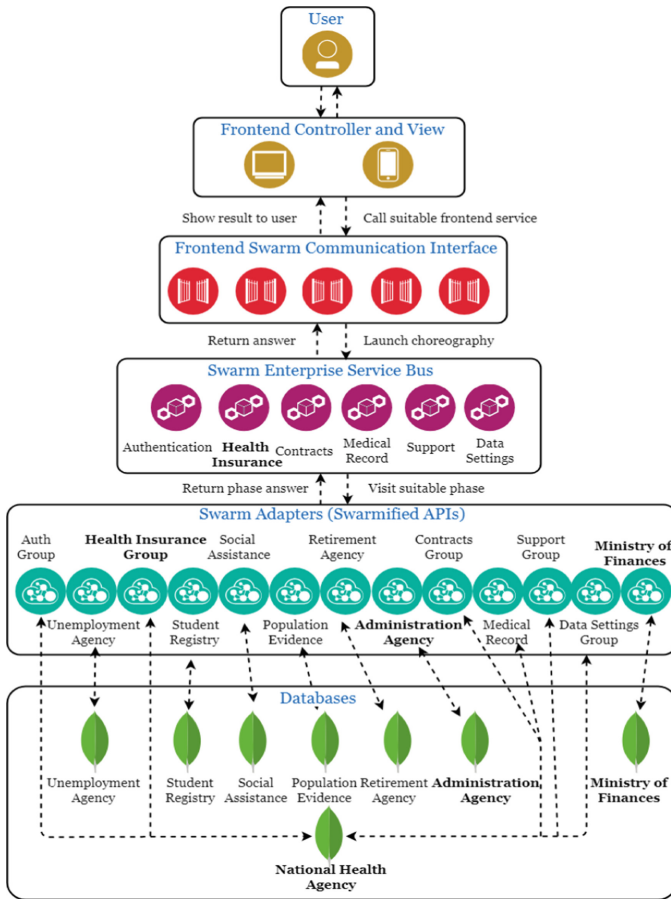 User
Frontend Controller and View
Show result to user
Call suitable frontend service
Frontend Swarm Communication Interface
Return answer
Launch choreography
Swarm Enterprise Service Bus
Authentication
Health
Insurance
Contracts
Medical
Record
Support
Data
Settings
Return phase answer
Visit suitable phase
Swarm Adapters (Swarmified APIs)
Auth
Group
Health Insurance
Group
Social
Assistance
Retirement
Agency
Contracts
Group
Support
Group
Ministry of
Finances
Unemployment
Agency
Student
Registry
Population
Evidence
Administration
Agency
Medical
Record
Data Settings
Group
Databases
Unemployment
Agency
Student
Registry
Social
Assistance
Population
Evidence
Retirement
Agency
Administration
Agency
Ministry of
Finances
National Health
Agency